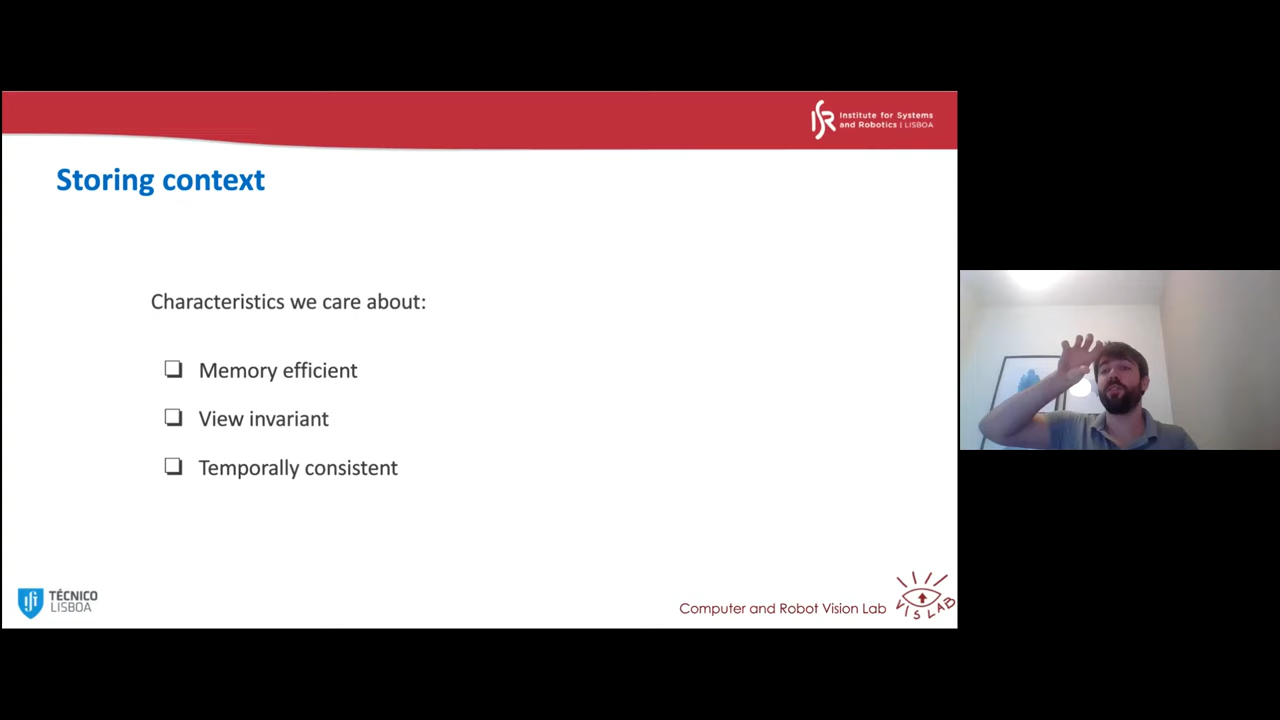 Institute for Systems
and Robotics | LISBOA
Storing context
Characteristics we care about:
Memory efficient
View invariant
Temporally consistent
TÉCNICO
LISBOA
Computer and Robot Vision Lab
VISLAB